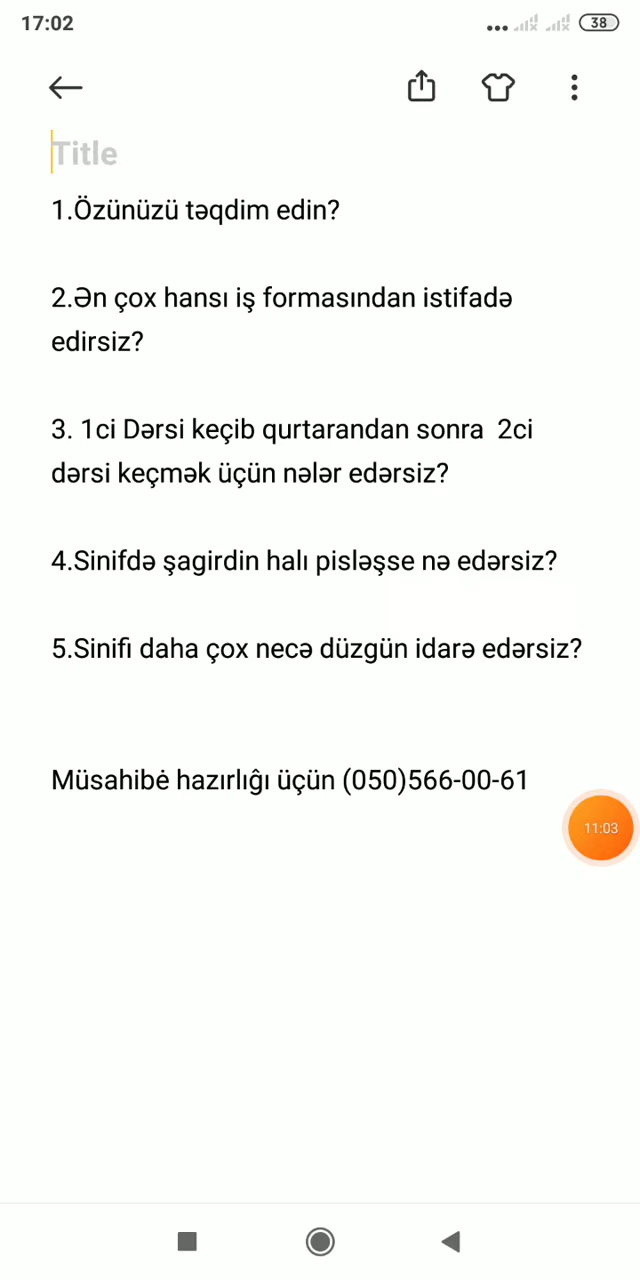 17:02
38
Title
1.Özünüzü təqdim edin?
2.Ən çox hansı iş formasından istifadə
edirsiz?
3. 1ci Dərsi keçib qurtarandan sonra  2ci
dərsi keçmək üçün nələr edərsiz?
4.Sinifdə şagirdin halı pisləşse nə edərsiz?
5.Sinifi daha çox necə düzgün idarə edərsiz?
Müsahibė hazırlıĝı üçün (050)566-00-61
11:03